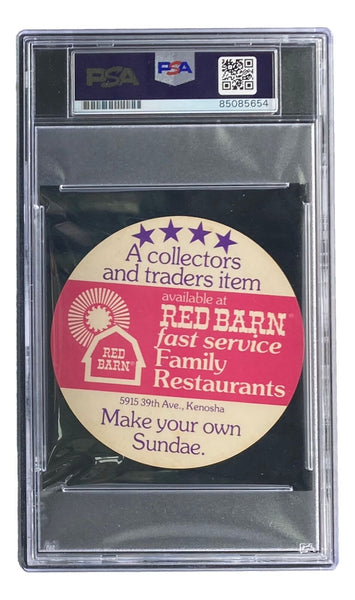 PSA
PSA
85085654
A collectors
and traders item
available at
RED BARN®
fast service
Family
Restaurants
RED
BARN®
5915 39th Ave., Kenosha
Make your own
Sundae.